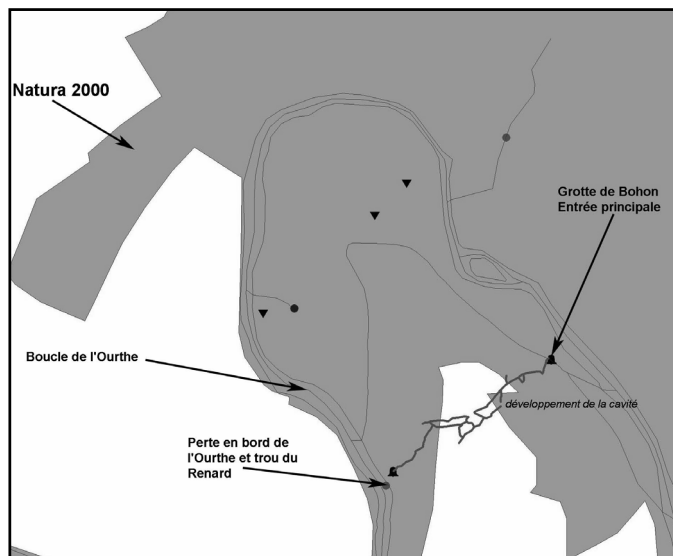 Natura 2000
Grotte de Bohon
Entrée principale
Boucle de l'Ourthe
développement de la cavité
Perte en bord de
l'Ourthe et trou du
Renard